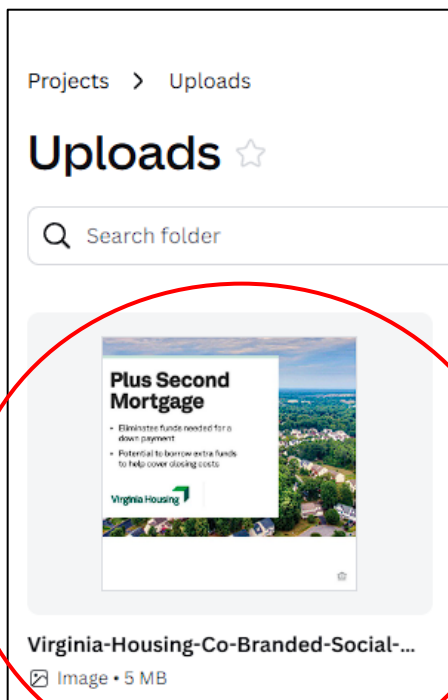 Projects > Uploads
Uploads
Search folder
Plus Second
Mortgage
• Eliminates funds needed for a
down payment
• Potential to borrow extra funds
to help cover closing costs
Virginia Housing
Virginia-Housing-Co-Branded-Social-...
Image • 5 MB